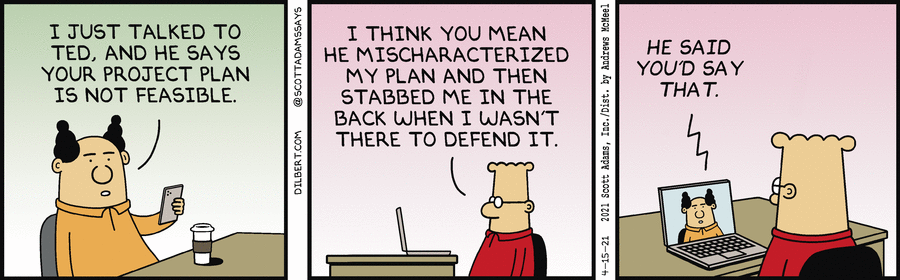 I JUST TALKED TO
TED, AND HE SAYS
YOUR PROJECT PLAN
IS NOT FEASIBLE.
DILBERT.COM @SCOTTADAMSSAYS
I THINK YOU MEAN
HE MISCHARACTERIZED
MY PLAN AND THEN
STABBED ME IN THE
BACK WHEN I WASN'T
THERE TO DEFEND IT.
4-15-21 2021 Scott Adams, Inc./Dist. by Andrews McMeel
HE SAID
YOU'D SAY
THAT.